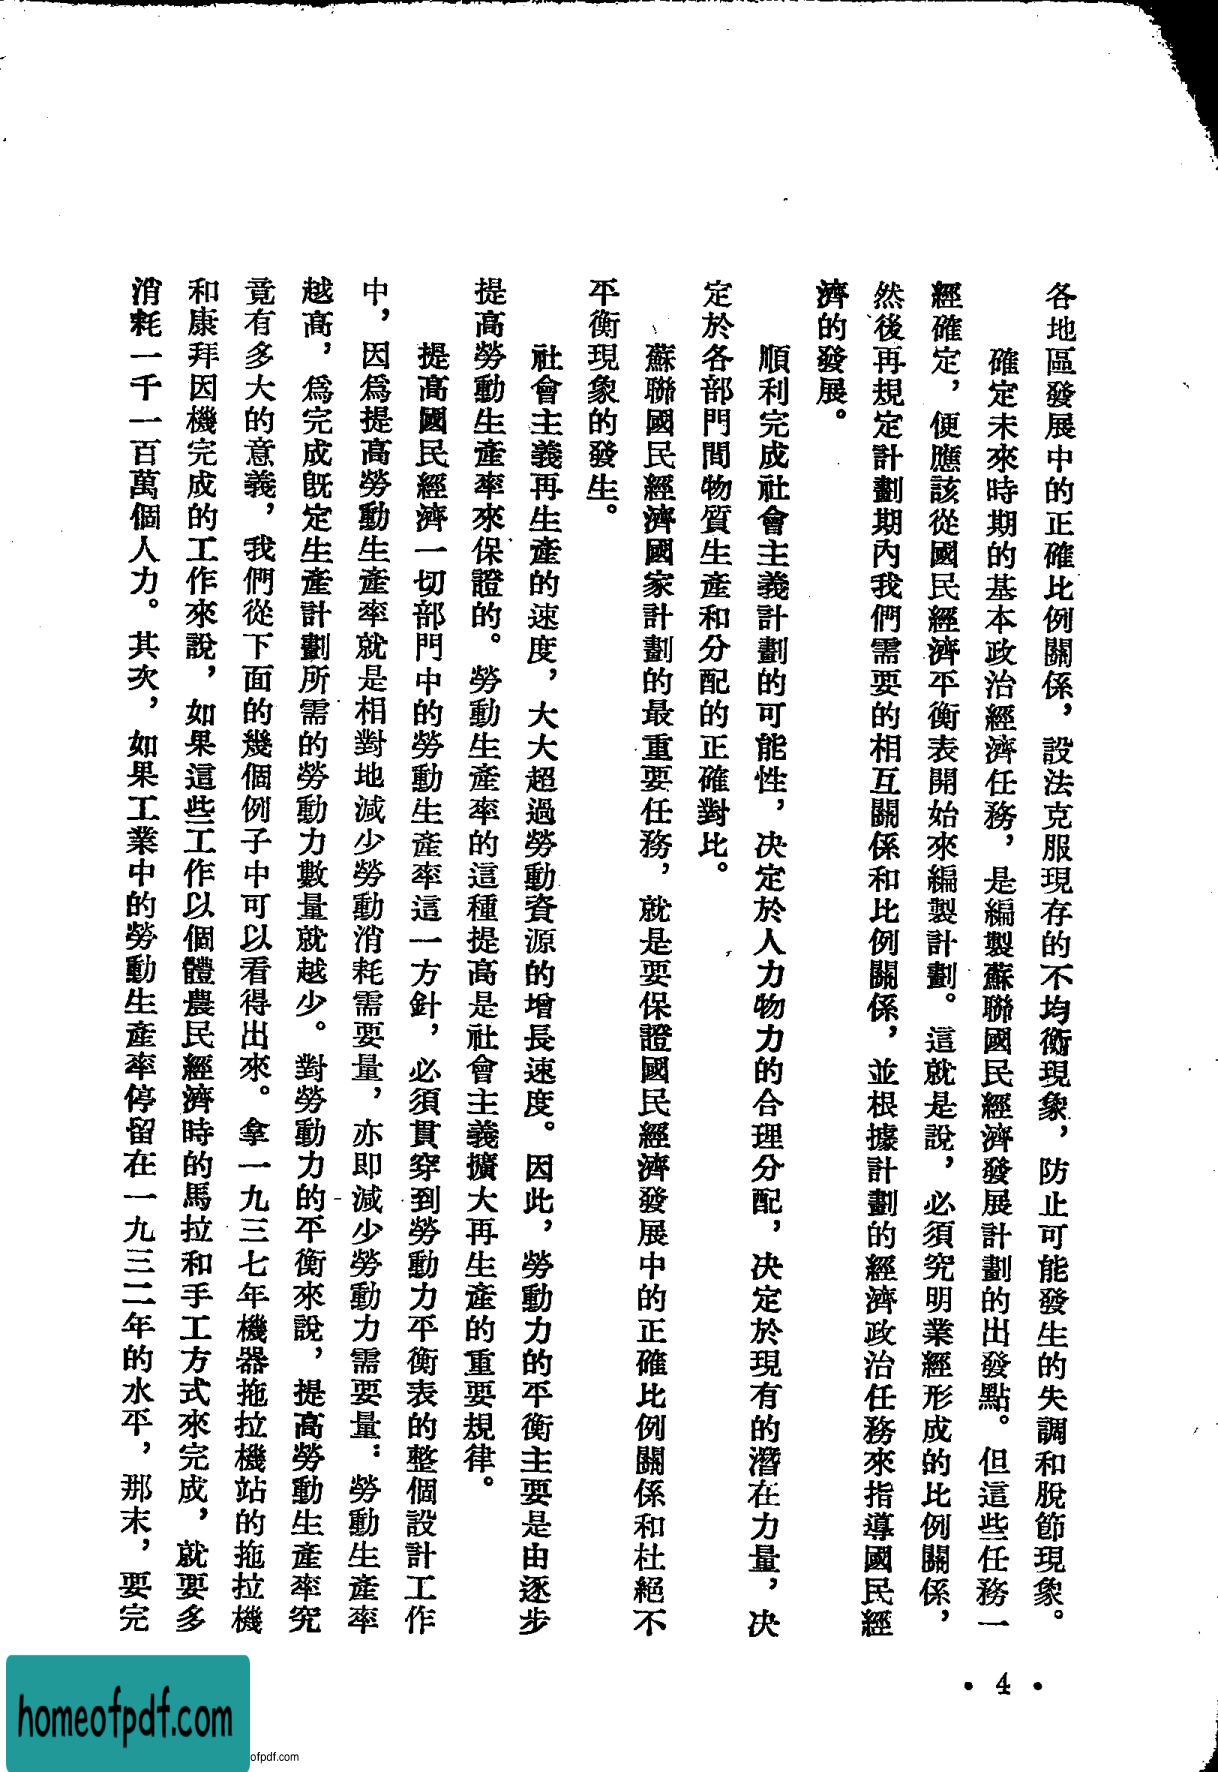 各地區發展中的正確比例關係，設法克服現存的不均衡現象，防止可能發生的失調和脫節現象。
確定未來時期的基本政治經濟任務，是編製蘇聯國民經濟發展計劃的出發點。但這些任務一
經確定，便應該從國民經濟平衡表開始來編製計劃。這就是說，必須究明業經形成的比例關係，
然後再規定計劃期內我們需要的相互關係和比例關係，並根據計劃的經濟政治任務來指導國民經
濟的發展。
順利完成社會主義計劃的可能性，決定於人力物力的合理分配，決定於現有的潛在力量，決
定於各部門間物質生產和分配的正確對比。
蘇聯國民經濟國家計劃的最重要任務，就是要保證國民經濟發展中的正確比例關係和杜絕不
平衡現象的發生。
社會主義再生產的速度，大大超過勞動資源的增長速度。因此，勞動力的平衡主要是由逐步
提高勞動生產率來保證的。勞動生產率的這種提高是社會主義擴大再生產的重要規律。
提高國民經濟一切部門中的勞動生產率這一方針，必須貫穿到勞動力平衡表的整個設計工作
中，因爲提高勞動生產率就是相對地減少勞動消耗需要量，亦即減少勞動力需要量：勞動生產率
越高，爲完成既定生產計劃所需的勞動力數量就越少。對勞動力的平衡來說，提高勞動生產率究
竟有多大的意義，我們從下面的幾個例子中可以看得出來。拿一九三七年機器拖拉機站的拖拉機
和康拜因機完成的工作來說，如果這些工作以個體農民經濟時的馬拉和手工方式來完成，就要多
消耗一千一百萬個人力。其次，如果工業中的勞動生產率停留在一九三二年的水平，那末，要完
• 4 •
homeofpdf.com
ofpdf.com